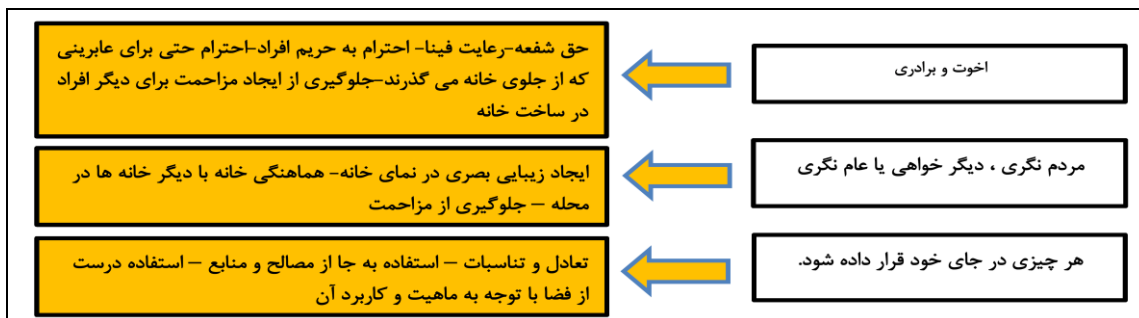 اخوت و برادری
حق شفعه-رعایت فینا- احترام به حریم افراد-احترام حتی برای عابرینی
که از جلوی خانه می گذرند-جلوگیری از ایجاد مزاحمت برای دیگر افراد
در ساخت خانه
مردم نگری ، دیگر خواهی یا عام نگری
ایجاد زیبایی بصری در نمای خانه- هماهنگی خانه با دیگر خانه ها در
محله – جلوگیری از مزاحمت
هر چیزی در جای خود قرار داده شود.
تعادل و تناسبات – استفاده به جا از مصالح و منابع – استفاده درست
از فضا با توجه به ماهیت و کاربرد آن